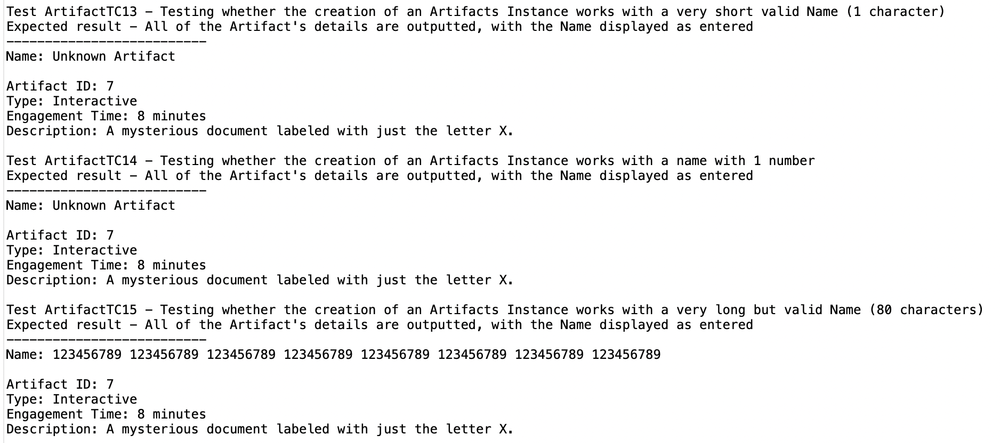 Test ArtifactTC13 – Testing whether the creation of an Artifacts Instance works with a very short valid Name (1 character)
Expected result – All of the Artifact's details are outputted, with the Name displayed as entered
--------------------------
Name: Unknown Artifact
Artifact ID: 7
Type: Interactive
Engagement Time: 8 minutes
Description: A mysterious document labeled with just the letter X.
Test ArtifactTC14 – Testing whether the creation of an Artifacts Instance works with a name with 1 number
Expected result – All of the Artifact's details are outputted, with the Name displayed as entered
--------------------------
Name: Unknown Artifact
Artifact ID: 7
Type: Interactive
Engagement Time: 8 minutes
Description: A mysterious document labeled with just the letter X.
Test ArtifactTC15 – Testing whether the creation of an Artifacts Instance works with a very long but valid Name (80 characters)
Expected result – All of the Artifact's details are outputted, with the Name displayed as entered
--------------------------
Name: 123456789 123456789 123456789 123456789 123456789 123456789 123456789 123456789
Artifact ID: 7
Type: Interactive
Engagement Time: 8 minutes
Description: A mysterious document labeled with just the letter X.